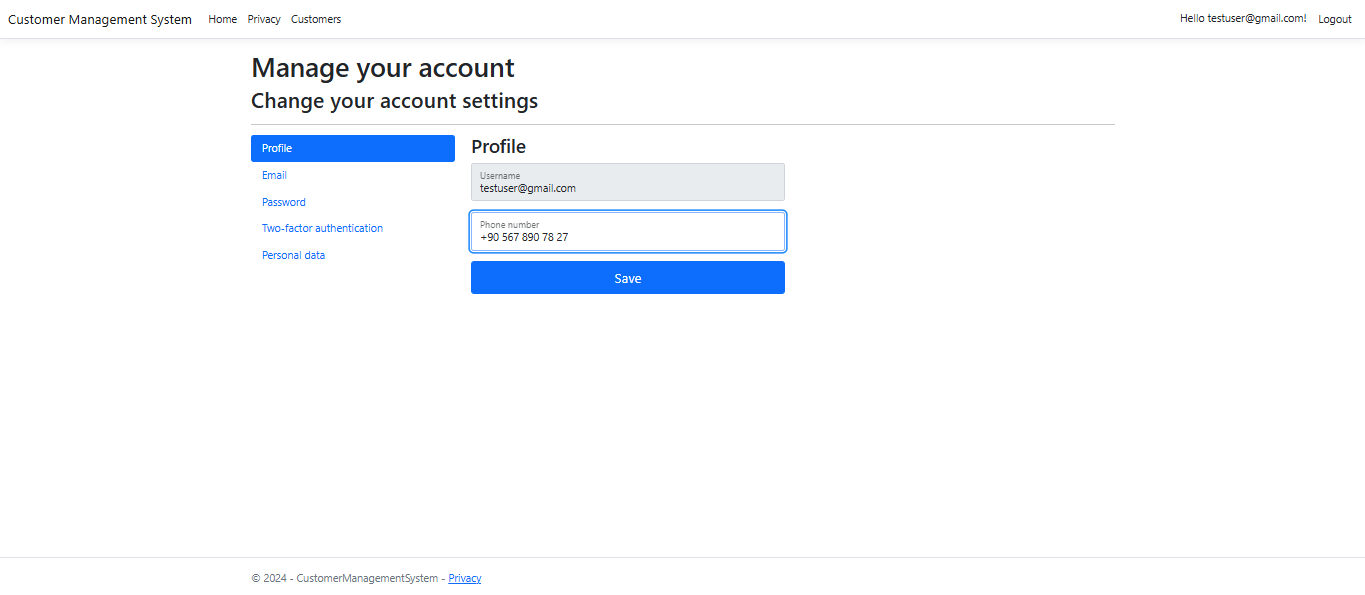 Customer Management System Home Privacy Customers Hello testuser@gmail.com! Logout
Manage your account
Change your account settings
Profile
Email
Password
Two-factor authentication
Personal data
Profile
Username
testuser@gmail.com
Phone number
+90 567 890 78 27
Save
© 2024 - CustomerManagementSystem - Privacy